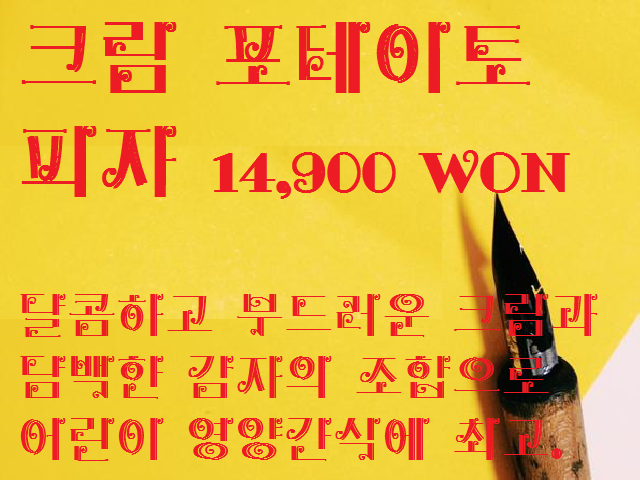 크림 포테이토
피자 14,900 WON
달콤하고 부드러운 크림과
담백한 감자의 조합으로
어린이 영양간식에 최고.